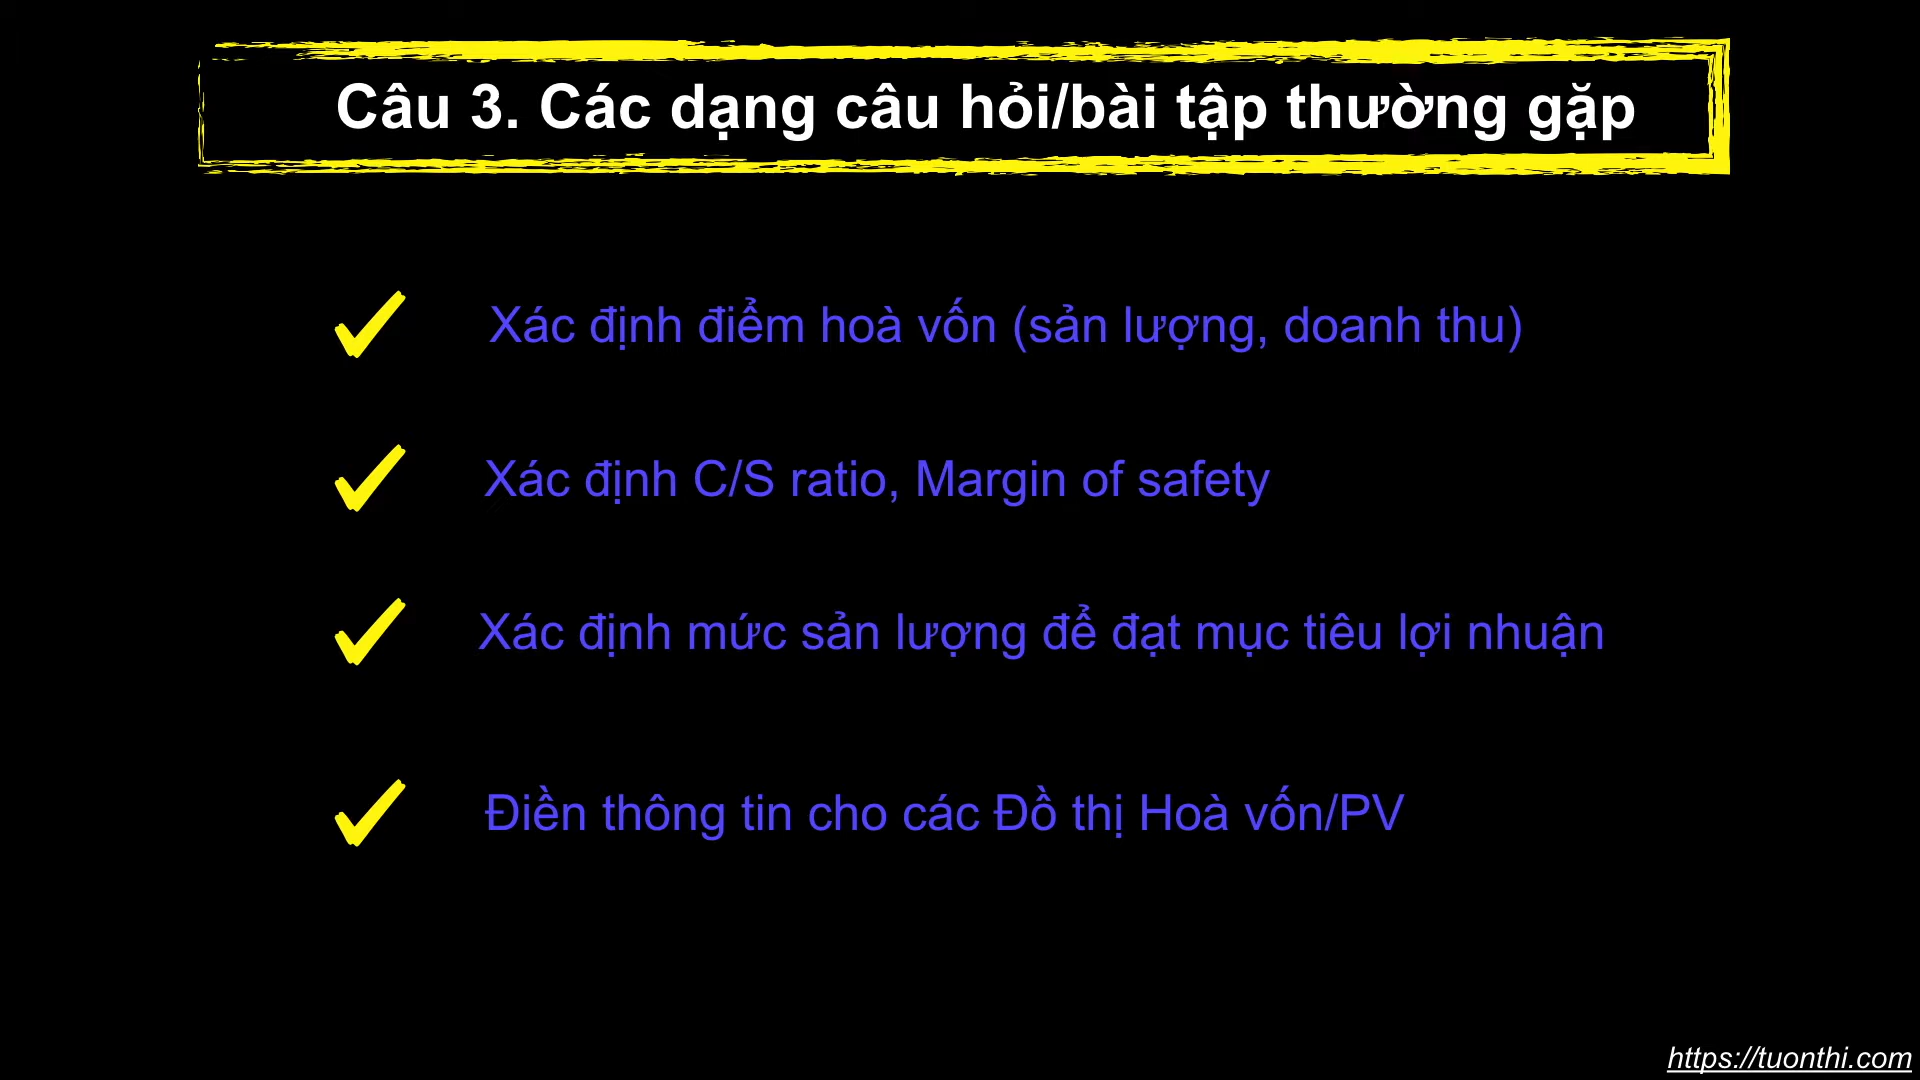 Câu 3. Các dạng câu hỏi/bài tập thường gặp
Xác định điểm hoà vốn (sản lượng, doanh thu)
Xác định C/S ratio, Margin of safety
Xác định mức sản lượng để đạt mục tiêu lợi nhuận
Điền thông tin cho các Đồ thị Hoà vốn/PV
https://tuonthi.com